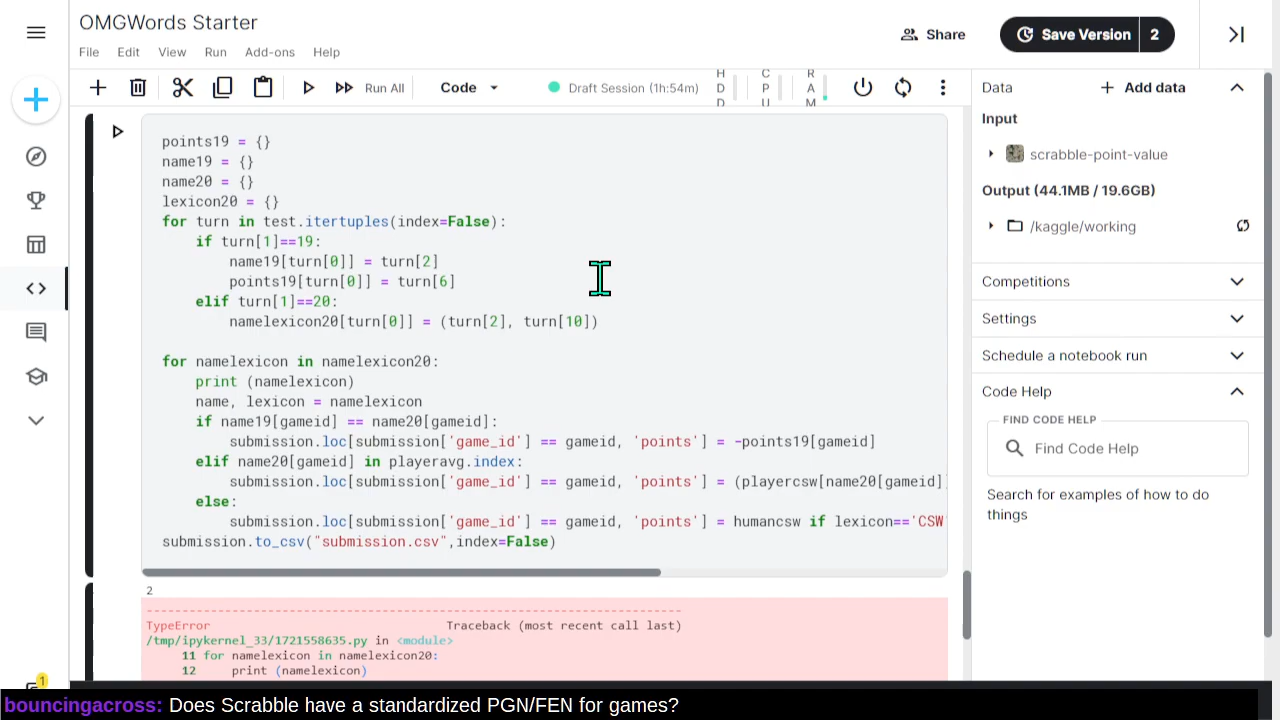 OMGWords Starter
File Edit View Run Add-ons Help
Share
Save Version 2
Run All Code Draft Session (1h:54m) HDD CPU RAM
points19 = {}
name19 = {}
name20 = {}
lexicon20 = {}
for turn in test.itertuples(index=False):
    if turn[1]==19:
        name19[turn[0]] = turn[2]
        points19[turn[0]] = turn[6]
    elif turn[1]==20:
        namelexicon20[turn[0]] = (turn[2], turn[10])
for namelexicon in namelexicon20:
    print (namelexicon)
    name, lexicon = namelexicon
    if name19[gameid] == name20[gameid]:
        submission.loc[submission['game_id'] == gameid, 'points'] = -points19[gameid]
    elif name20[gameid] in playeravg.index:
        submission.loc[submission['game_id'] == gameid, 'points'] = (playercsw[name20[gameid]]
    else:
        submission.loc[submission['game_id'] == gameid, 'points'] = humancsw if lexicon=='CSW'
submission.to_csv("submission.csv",index=False)
2
---------------------------------------------------------------------------
TypeError Traceback (most recent call last)
/tmp/ipykernel_33/1721558635.py in <module>
11 for namelexicon in namelexicon20:
12     print (namelexicon)
Data
Add data
Input
scrabble-point-value
Output (44.1MB / 19.6GB)
/kaggle/working
Competitions
Settings
Schedule a notebook run
Code Help
FIND CODE HELP
Find Code Help
Search for examples of how to do
things
1
bouncingacross: Does Scrabble have a standardized PGN/FEN for games?